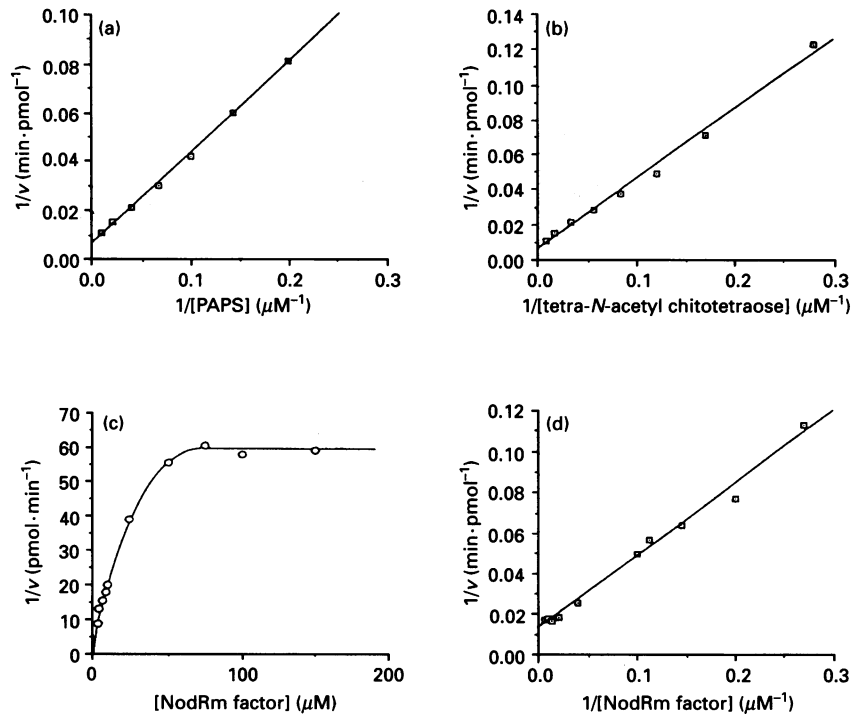 (a)
1/v (min·pmol⁻¹)
0.10
0.08
0.06
0.04
0.02
0.00
0.0 0.1 0.2 0.3
1/[PAPS] (μM⁻¹)
(b)
1/v (min·pmol⁻¹)
0.14
0.12
0.10
0.08
0.06
0.04
0.02
0.00
0.0 0.1 0.2 0.3
1/[tetra-N-acetyl chitotetraose] (μM⁻¹)
(c)
1/v (pmol·min⁻¹)
70
60
50
40
30
20
10
0
0 100 200
[NodRm factor] (μM)
(d)
1/v (min·pmol⁻¹)
0.12
0.10
0.08
0.06
0.04
0.02
0.00
0.0 0.1 0.2 0.3
1/[NodRm factor] (μM⁻¹)